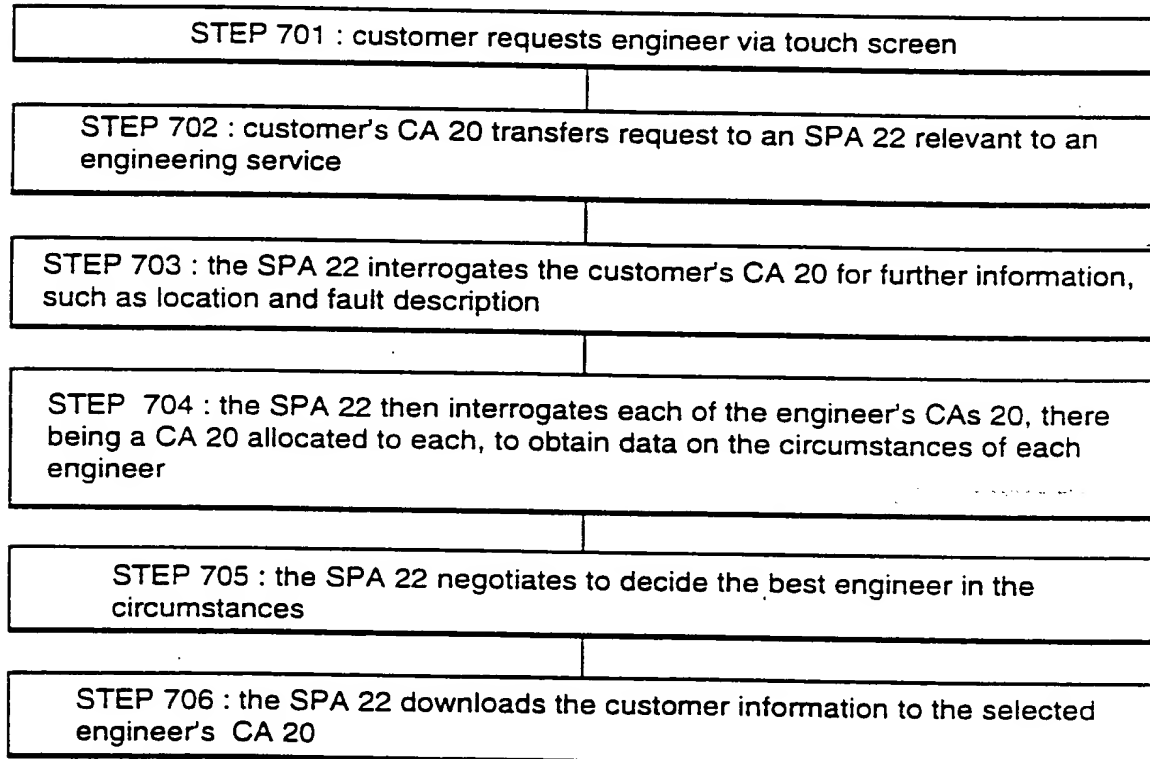 STEP 701 : customer requests engineer via touch screen
STEP 702 : customer's CA 20 transfers request to an SPA 22 relevant to an
engineering service
STEP 703 : the SPA 22 interrogates the customer's CA 20 for further information,
such as location and fault description
STEP 704 : the SPA 22 then interrogates each of the engineer's CAs 20, there
being a CA 20 allocated to each, to obtain data on the circumstances of each
engineer
STEP 705 : the SPA 22 negotiates to decide the best engineer in the
circumstances
STEP 706 : the SPA 22 downloads the customer information to the selected
engineer's CA 20